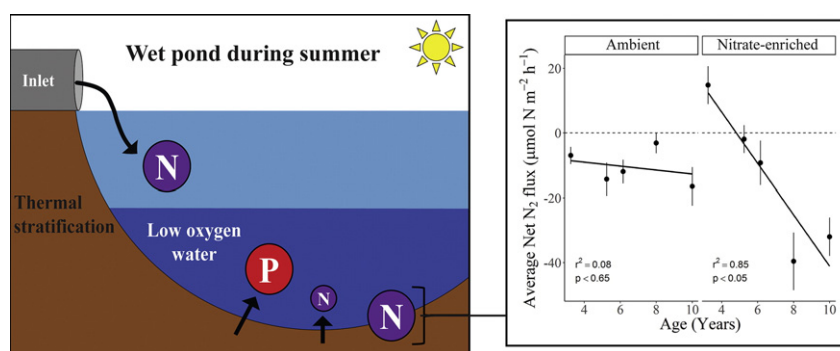 Wet pond during summer
Inlet
N
Thermal
stratification
Low oxygen
water
P
N
N
Ambient
Nitrate-enriched
Average Net N₂ flux (μmol N m⁻² h⁻¹)
20
0
-20
-40
r² = 0.08
p < 0.65
r² = 0.85
p < 0.05
4 6 8 10 4 6 8 10
Age (Years)